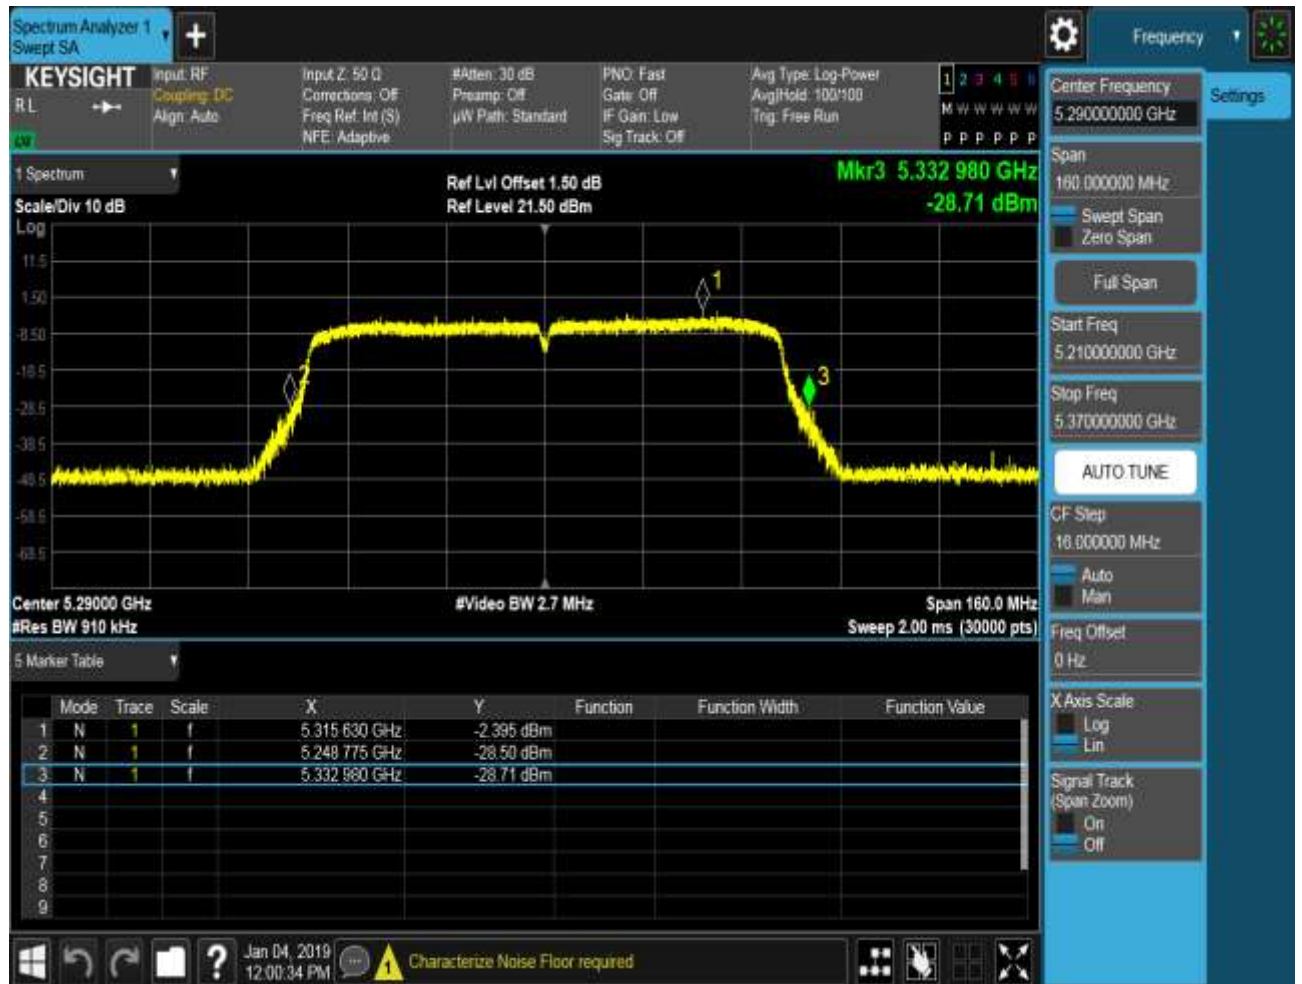 Spectrum Analyzer 1
Swept SA
Frequency
KEYSIGHT
RL
Input: RF
Coupling: DC
Align: Auto
Input Z: 50 Ω
Corrections: Off
Freq Ref: Int (S)
NFE: Adaptive
#Atten: 30 dB
Preamp: Off
µW Path: Standard
PNO: Fast
Gate: Off
IF Gain: Low
Sig Track: Off
Avg Type: Log-Power
Avg|Hold: 100/100
Trig: Free Run
1 2 3 4 5 6
M W W W W W
P P P P P P
1 Spectrum
Scale/Div 10 dB
Ref Lvl Offset 1.50 dB
Ref Level 21.50 dBm
Mkr3 5.332 980 GHz
-28.71 dBm
Log
11.5
1.50
-8.50
-18.5
-28.5
-38.5
-48.5
-58.5
-68.5
1
2
3
Center 5.29000 GHz
#Video BW 2.7 MHz
Span 160.0 MHz
#Res BW 910 kHz
Sweep 2.00 ms (30000 pts)
5 Marker Table
Mode Trace Scale X Y Function Function Width Function Value
1 N 1 f 5.315 630 GHz -2.395 dBm
2 N 1 f 5.248 775 GHz -28.50 dBm
3 N 1 f 5.332 980 GHz -28.71 dBm
4
5
6
7
8
9
Jan 04, 2019
12:00:34 PM
Characterize Noise Floor required
Settings
Center Frequency
5.290000000 GHz
Span
160.000000 MHz
Swept Span
Zero Span
Full Span
Start Freq
5.210000000 GHz
Stop Freq
5.370000000 GHz
AUTO TUNE
CF Step
16.000000 MHz
Auto
Man
Freq Offset
0 Hz
X Axis Scale
Log
Lin
Signal Track
(Span Zoom)
On
Off